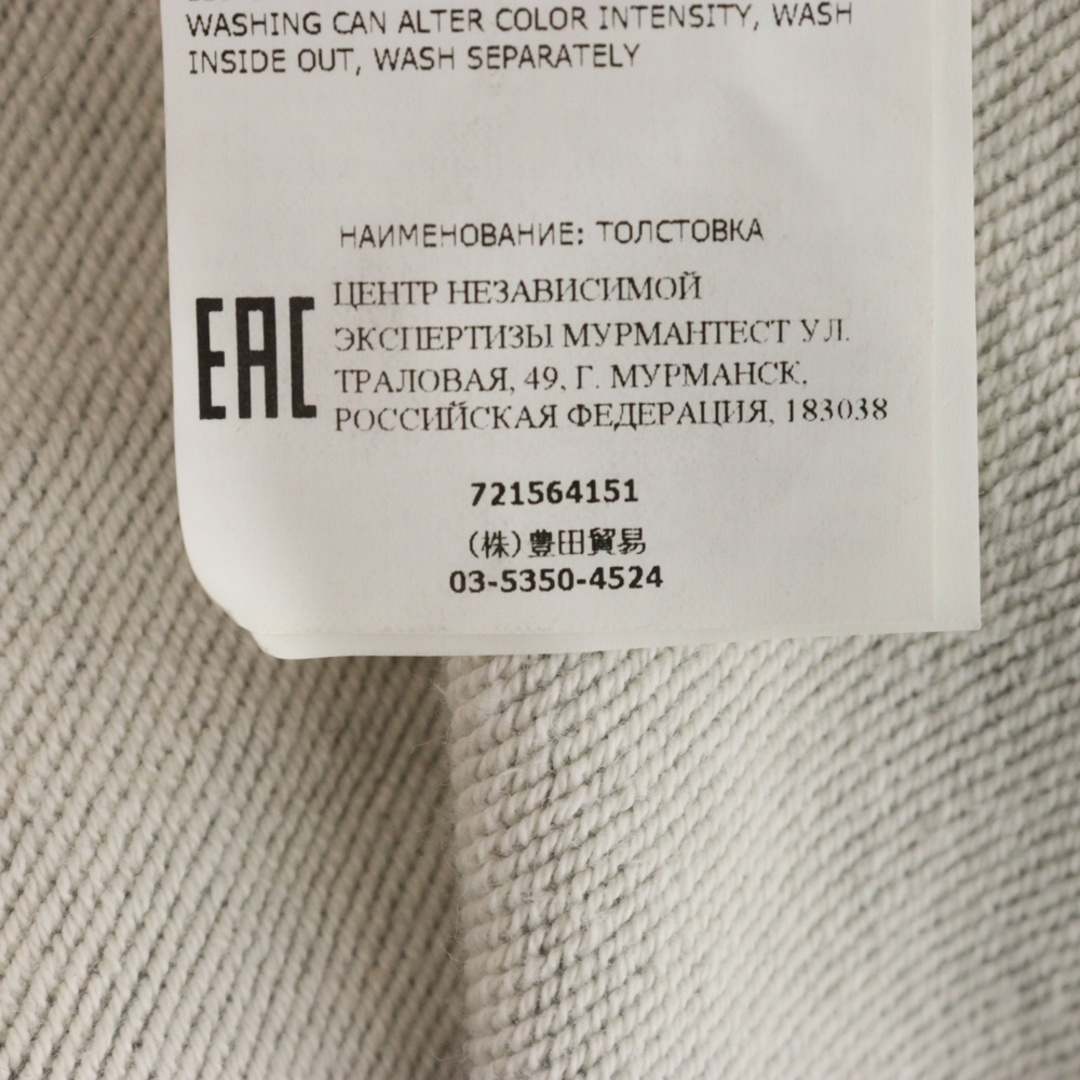 WASHING CAN ALTER COLOR INTENSITY, WASH
INSIDE OUT, WASH SEPARATELY
НАИМЕНОВАНИЕ: ТОЛСТОВКА
EAC
ЦЕНТР НЕЗАВИСИМОЙ
ЭКСПЕРТИЗЫ МУРМАНТЕСТ УЛ.
ТРАЛОВАЯ, 49, Г. МУРМАНСК,
РОССИЙСКАЯ ФЕДЕРАЦИЯ, 183038
721564151
(株)豊田貿易
03-5350-4524